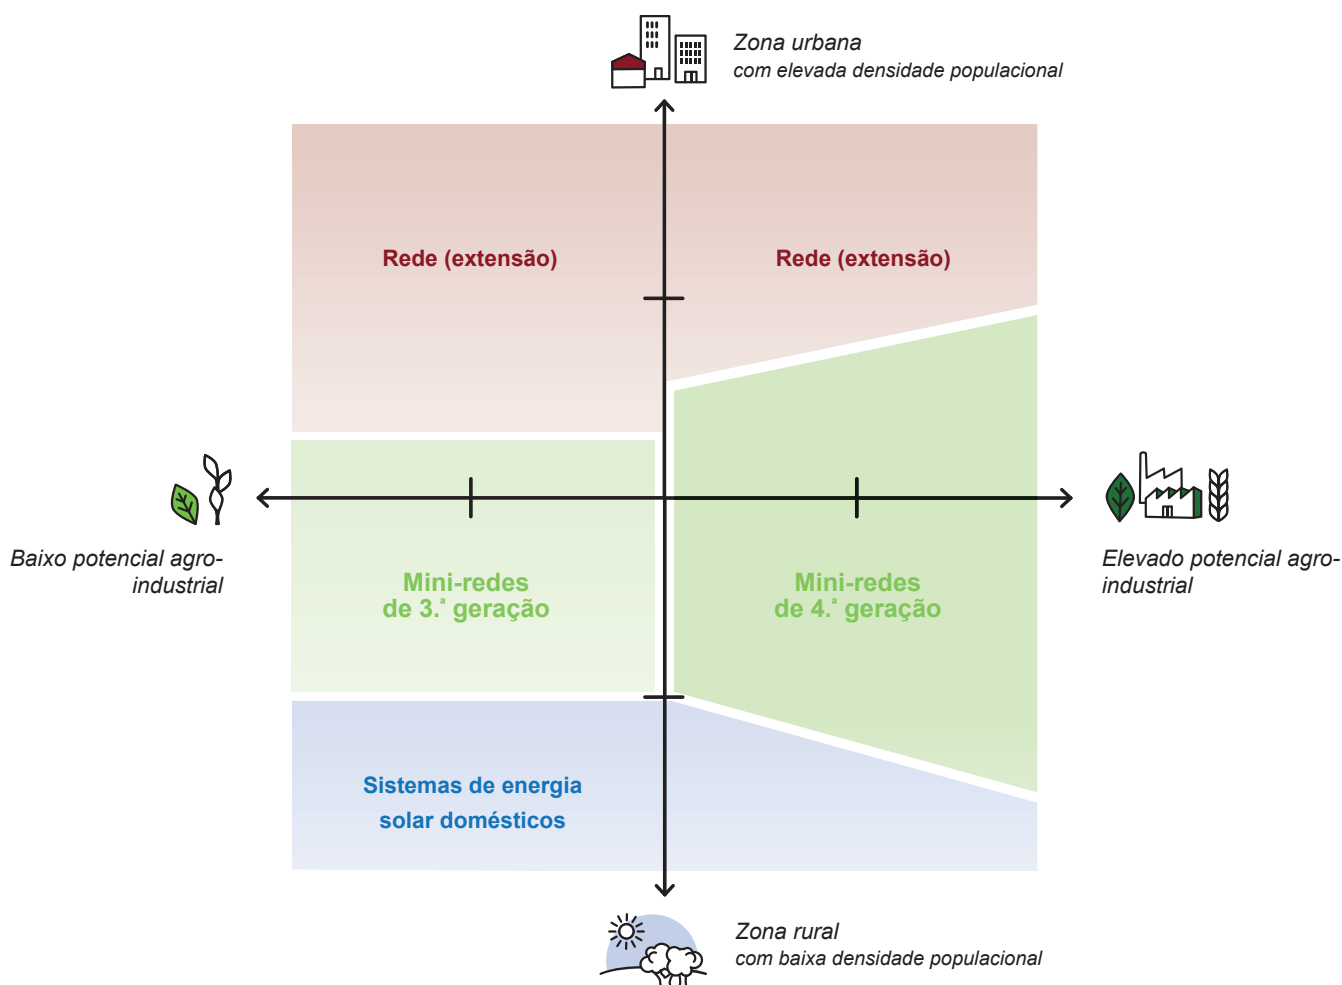 Zona urbana
com elevada densidade populacional
Rede (extensão)
Rede (extensão)
Baixo potencial agro-
industrial
Elevado potencial agro-
industrial
Mini-redes
de 3.ª geração
Mini-redes
de 4.ª geração
Sistemas de energia
solar domésticos
Zona rural
com baixa densidade populacional